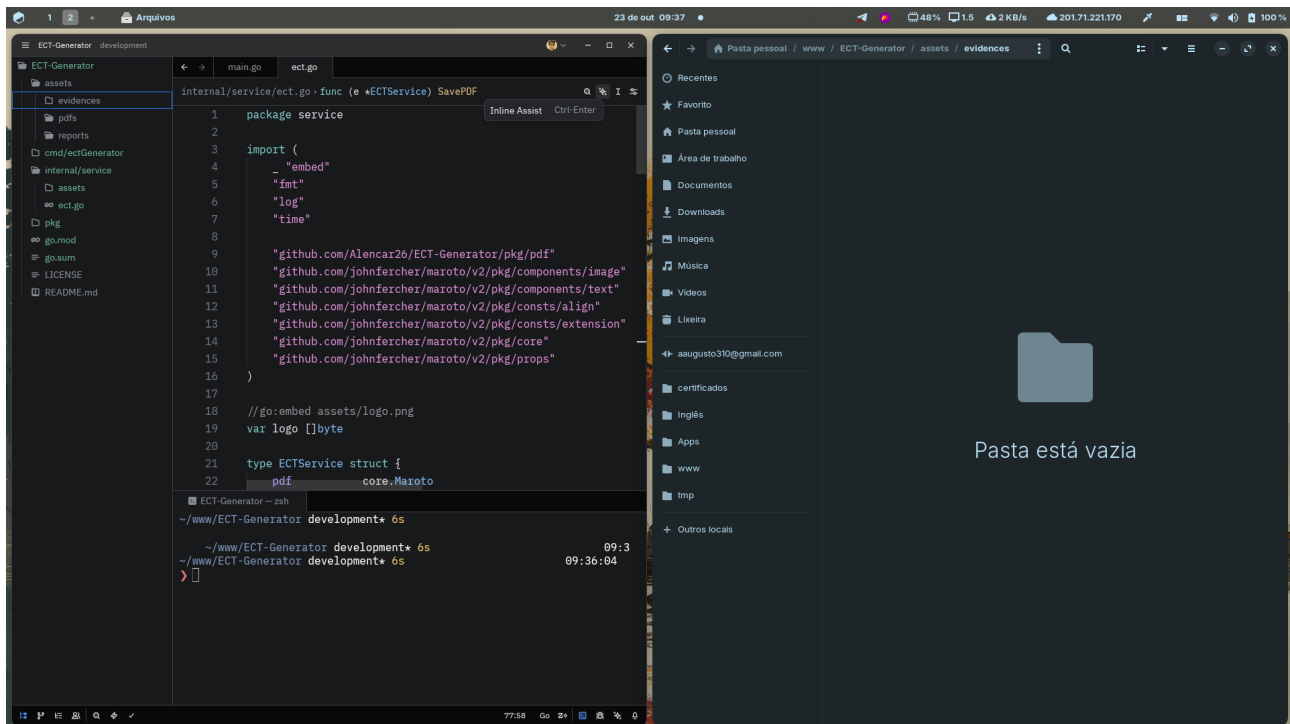 1 2 + Arquivos 23 de out 09:37 48% 1.5 2 KB/s 201.71.221.170 100 %
ECT-Generator development
ECT-Generator
assets
evidences
pdfs
reports
cmd/ectGenerator
internal/service
assets
ect.go
pkg
go.mod
go.sum
LICENSE
README.md
main.go ect.go
internal/service/ect.go › func (e *ECTService) SavePDF
Inline Assist Ctrl-Enter
1 package service
2
3 import (
4 _ "embed"
5 "fmt"
6 "log"
7 "time"
8
9 "github.com/Alencar26/ECT-Generator/pkg/pdf"
10 "github.com/johnfercher/maroto/v2/pkg/components/image"
11 "github.com/johnfercher/maroto/v2/pkg/components/text"
12 "github.com/johnfercher/maroto/v2/pkg/consts/align"
13 "github.com/johnfercher/maroto/v2/pkg/consts/extension"
14 "github.com/johnfercher/maroto/v2/pkg/core"
15 "github.com/johnfercher/maroto/v2/pkg/props"
16 )
17
18 //go:embed assets/logo.png
19 var logo []byte
20
21 type ECTService struct {
22 pdf core.Maroto
ECT-Generator — zsh
~/www/ECT-Generator development* 6s
~/www/ECT-Generator development* 6s 09:3
~/www/ECT-Generator development* 6s 09:36:04
❯
77:58 Go
Pasta pessoal / www / ECT-Generator / assets / evidences
Recentes
Favorito
Pasta pessoal
Área de trabalho
Documentos
Downloads
Imagens
Música
Vídeos
Lixeira
aaugusto310@gmail.com
certificados
Inglês
Apps
www
tmp
+ Outros locais
Pasta está vazia